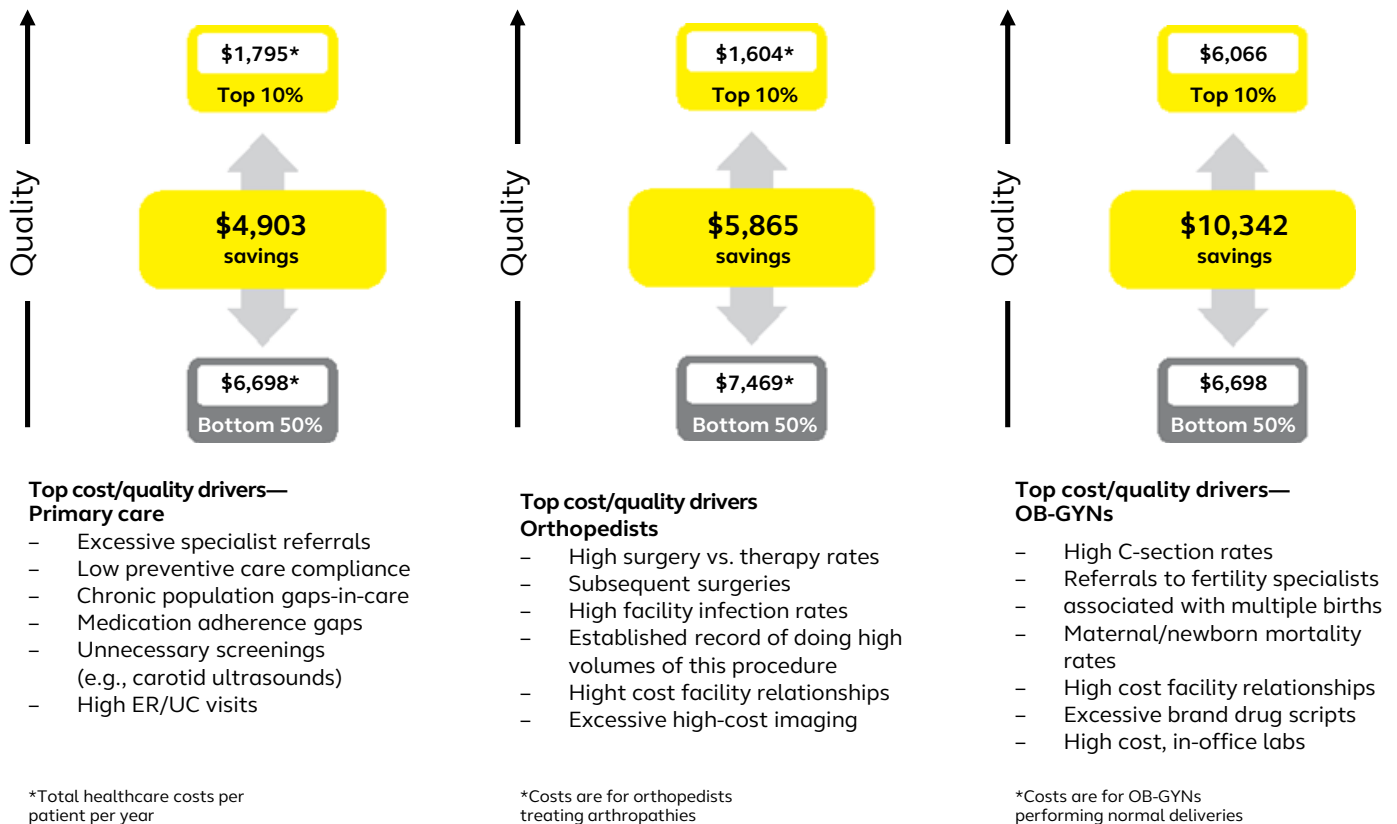 Quality
$1,795*
Top 10%
$4,903
savings
$6,698*
Bottom 50%
Top cost/quality drivers—
Primary care
– Excessive specialist referrals
– Low preventive care compliance
– Chronic population gaps-in-care
– Medication adherence gaps
– Unnecessary screenings
(e.g., carotid ultrasounds)
– High ER/UC visits
*Total healthcare costs per
patient per year
Quality
$1,604*
Top 10%
$5,865
savings
$7,469*
Bottom 50%
Top cost/quality drivers
Orthopedists
– High surgery vs. therapy rates
– Subsequent surgeries
– High facility infection rates
– Established record of doing high
volumes of this procedure
– Hight cost facility relationships
– Excessive high-cost imaging
*Costs are for orthopedists
treating arthropathies
Quality
$6,066
Top 10%
$10,342
savings
$6,698
Bottom 50%
Top cost/quality drivers—
OB-GYNs
– High C-section rates
– Referrals to fertility specialists
– associated with multiple births
– Maternal/newborn mortality
rates
– High cost facility relationships
– Excessive brand drug scripts
– High cost, in-office labs
*Costs are for OB-GYNs
performing normal deliveries